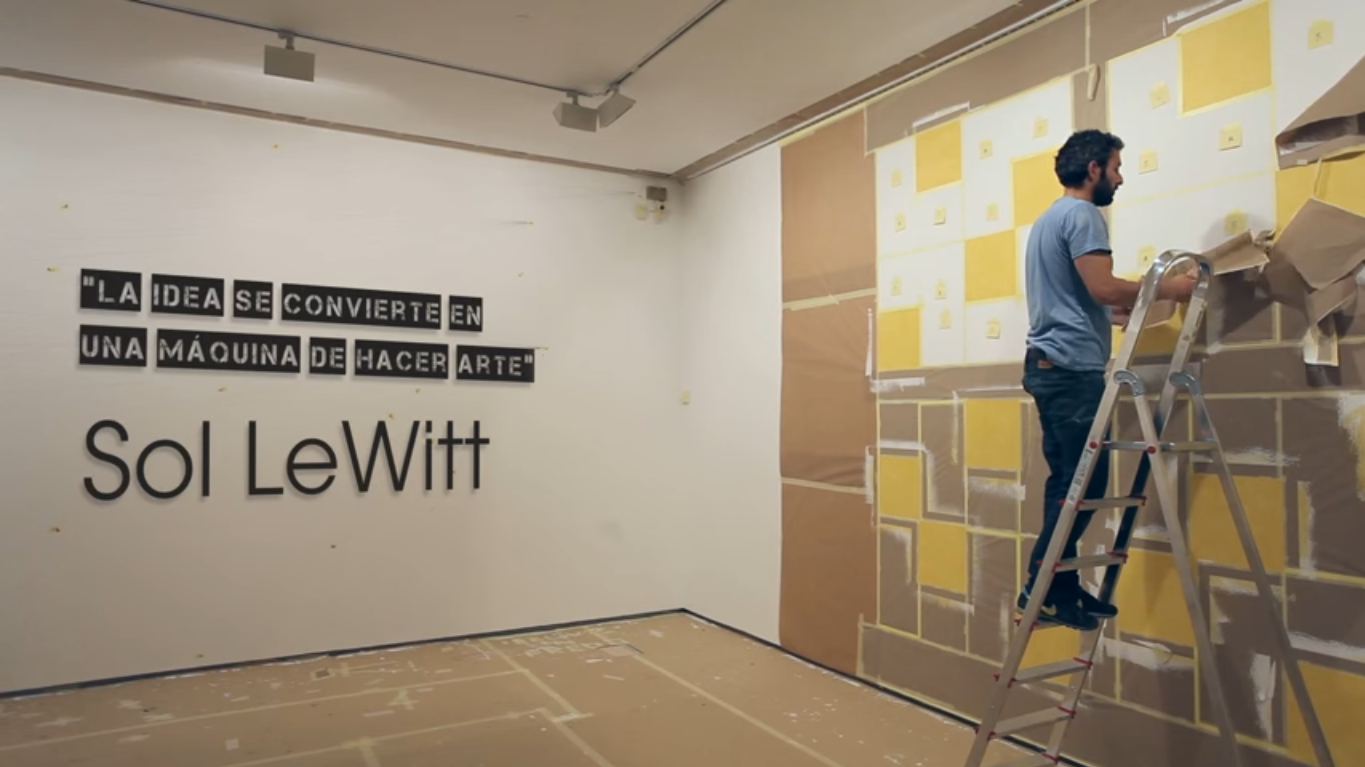 "LA IDEA SE CONVIERTE EN
UNA MÁQUINA DE HACER ARTE"
Sol LeWitt